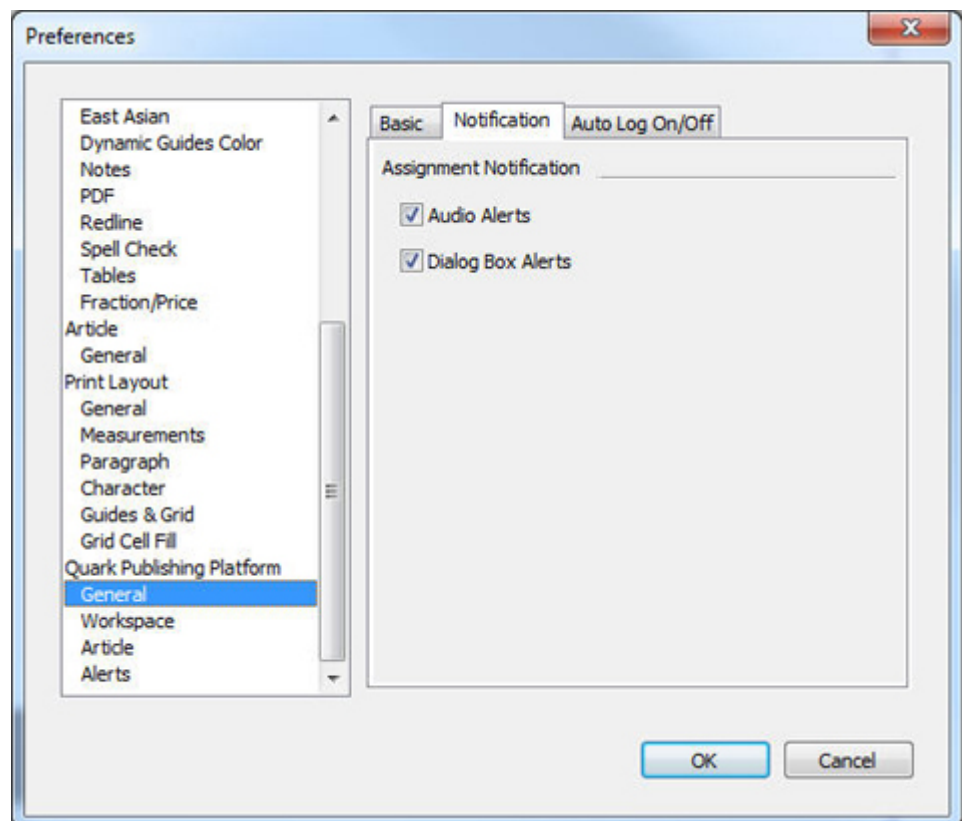 Preferences
East Asian
Dynamic Guides Color
Notes
PDF
Redline
Spell Check
Tables
Fraction/Price
Article
General
Print Layout
General
Measurements
Paragraph
Character
Guides & Grid
Grid Cell Fill
Quark Publishing Platform
General
Workspace
Article
Alerts
Basic Notification Auto Log On/Off
Assignment Notification
Audio Alerts
Dialog Box Alerts
OK Cancel